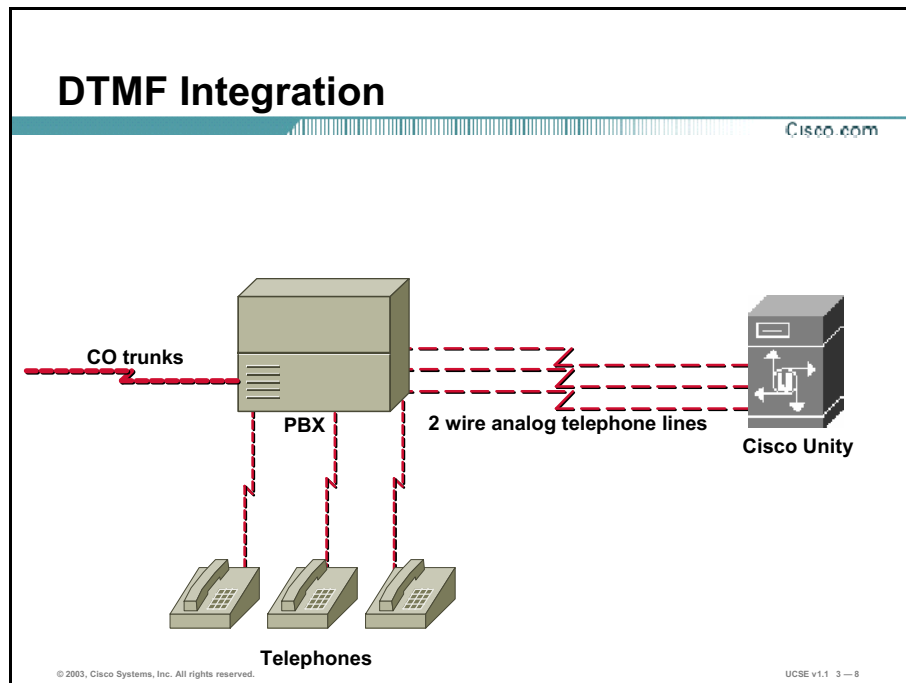 DTMF Integration
Cisco.com
CO trunks
PBX
2 wire analog telephone lines
Cisco Unity
Telephones
© 2003, Cisco Systems, Inc. All rights reserved.
UCSE v1.1 3—8